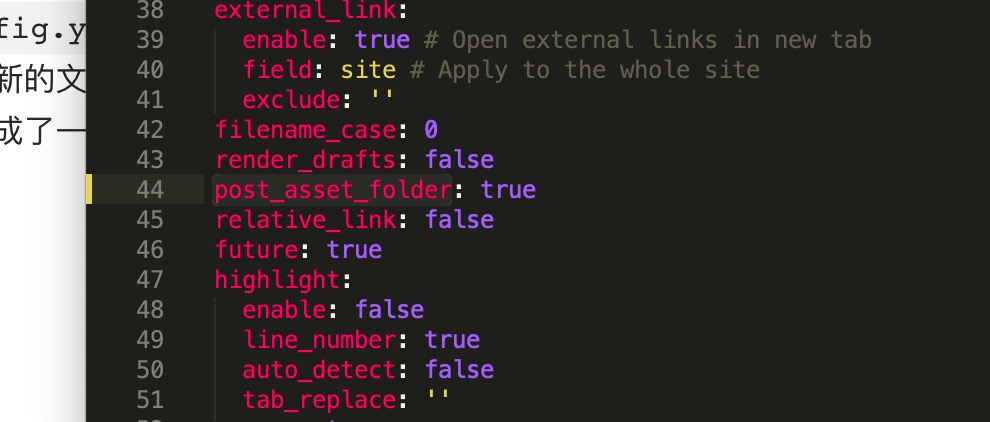 fig.y
新的文
成了一
38 external_link:
39 enable: true # Open external links in new tab
40 field: site # Apply to the whole site
41 exclude: ''
42 filename_case: 0
43 render_drafts: false
44 post_asset_folder: true
45 relative_link: false
46 future: true
47 highlight:
48 enable: false
49 line_number: true
50 auto_detect: false
51 tab_replace: ''